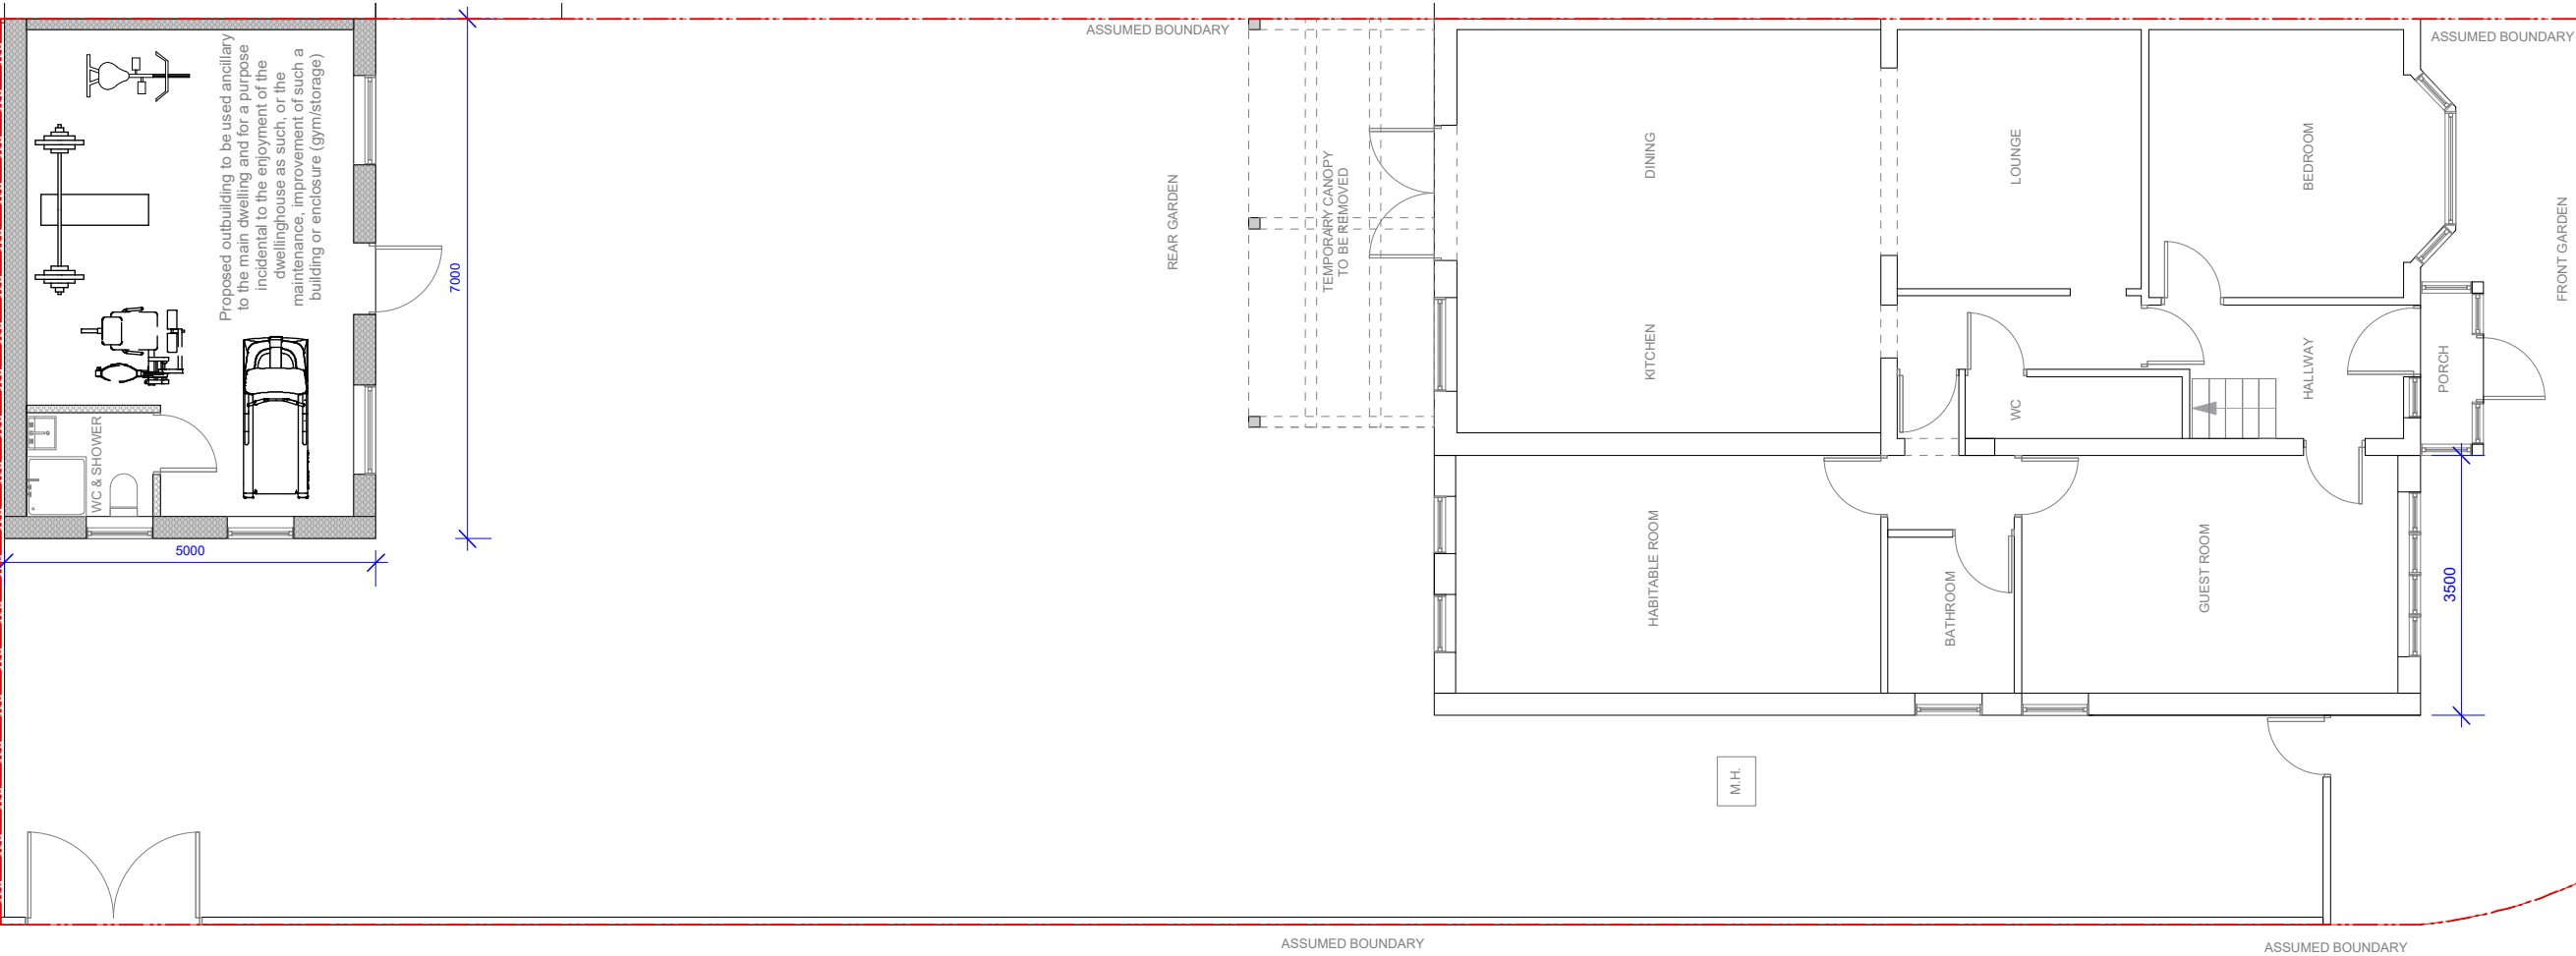 ASSUMED BOUNDARY
ASSUMED BOUNDARY
Proposed outbuilding to be used ancillary
to the main dwelling and for a purpose
incidental to the enjoyment of the
dwellinghouse as such, or the
maintenance, improvement of such a
building or enclosure (gym/storage)
WC & SHOWER
7000
5000
REAR GARDEN
TEMPORARY CANOPY
TO BE REMOVED
DINING
KITCHEN
LOUNGE
BEDROOM
FRONT GARDEN
HALLWAY
PORCH
WC
HABITABLE ROOM
BATHROOM
GUEST ROOM
3500
M.H.
ASSUMED BOUNDARY
ASSUMED BOUNDARY